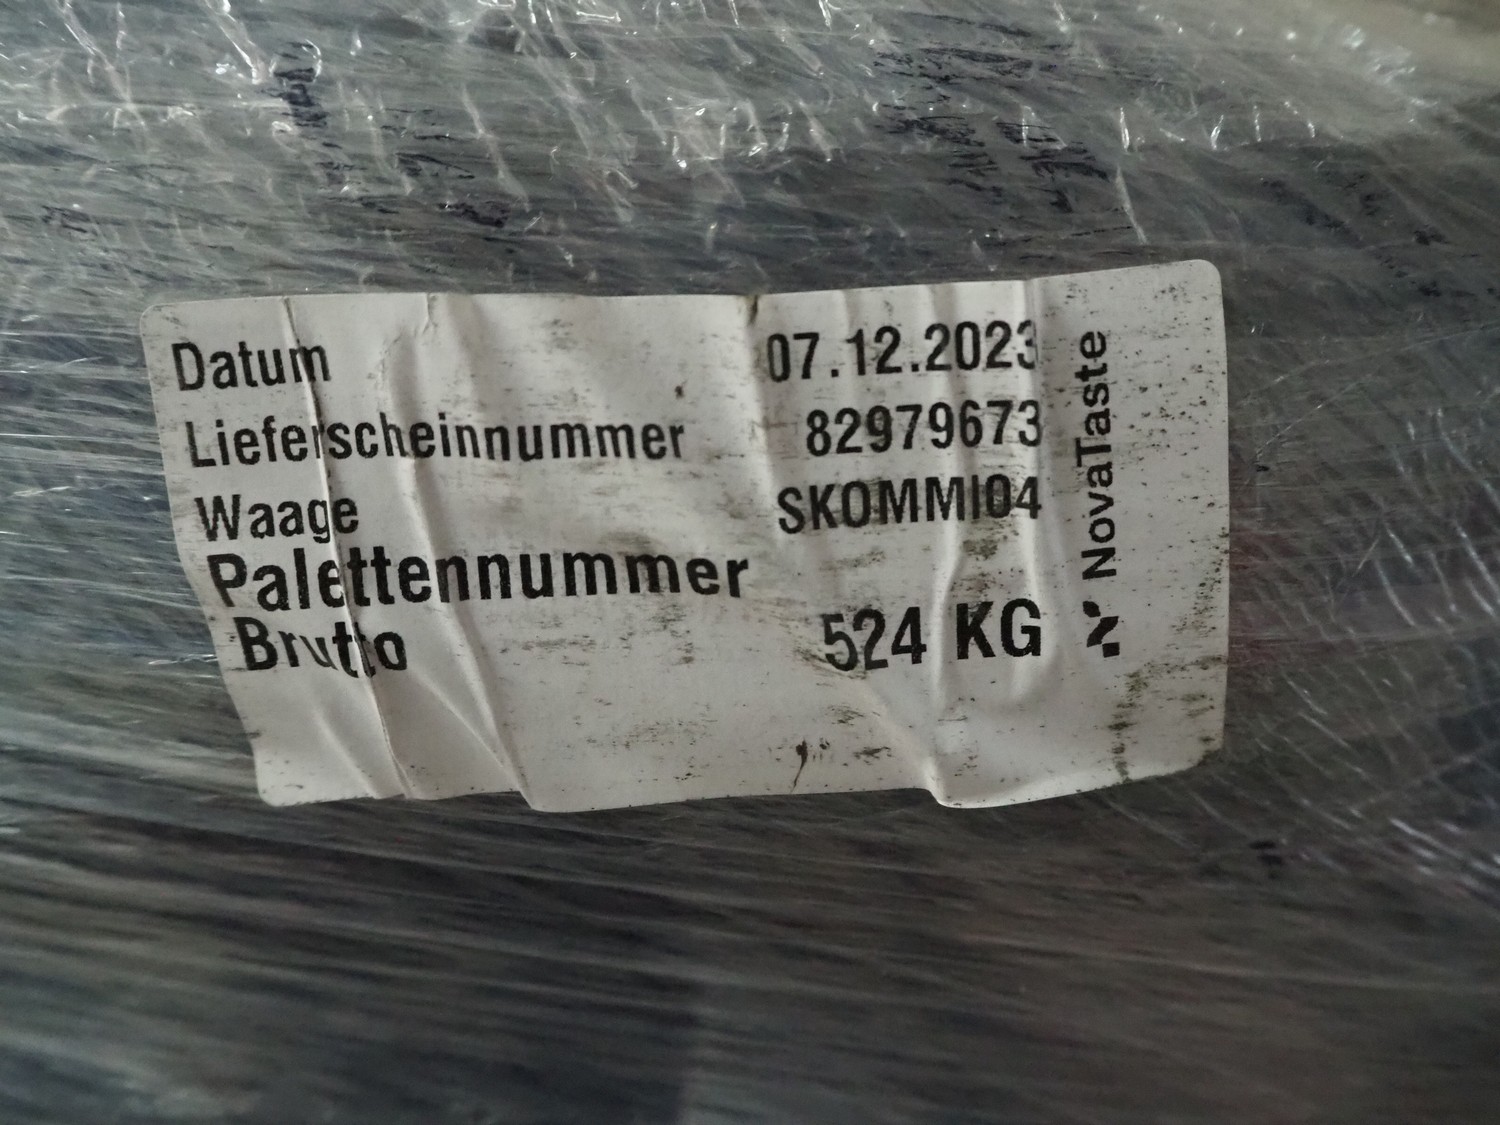 Datum 07.12.2023
Lieferscheinnummer 82979673
Waage SKOMMI04
Palettennummer
Brutto 524 KG
NovaTaste